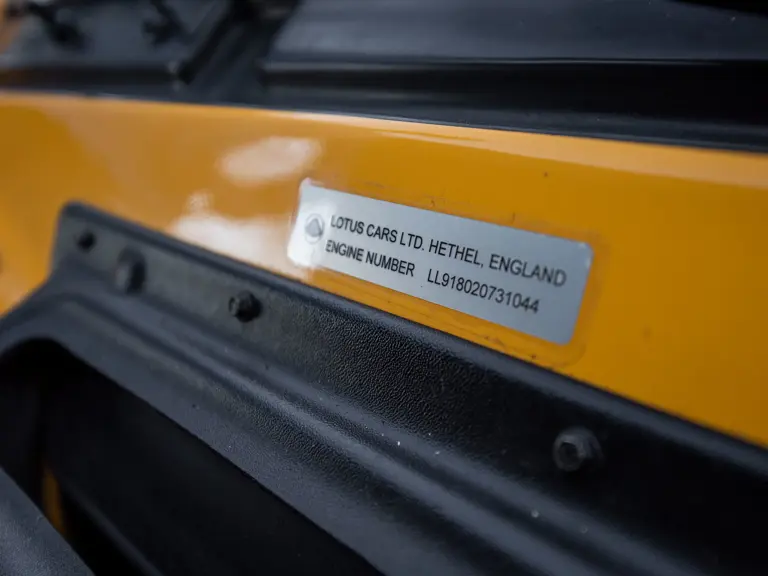 LOTUS CARS LTD. HETHEL, ENGLAND
ENGINE NUMBER LL918020731044